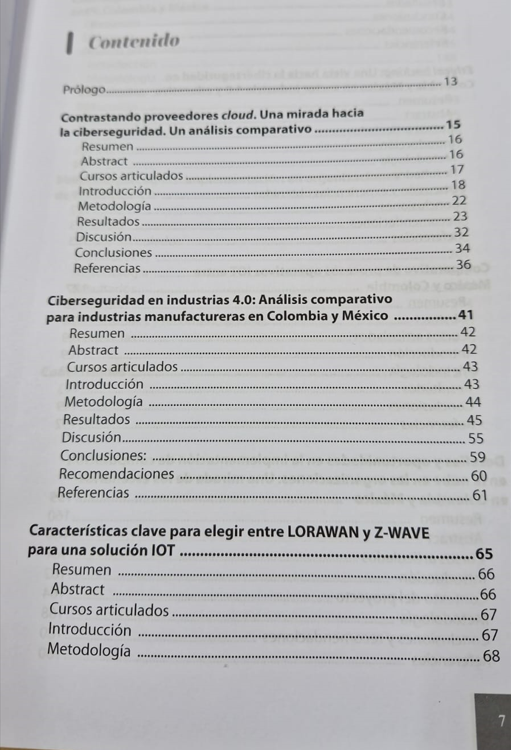 Contenido
Prólogo 13
Contrastando proveedores cloud. Una mirada hacia
la ciberseguridad. Un análisis comparativo 15
Resumen 16
Abstract 16
Cursos articulados 17
Introducción 18
Metodología 22
Resultados 23
Discusión 32
Conclusiones 34
Referencias 36
Ciberseguridad en industrias 4.0: Análisis comparativo
para industrias manufactureras en Colombia y México 41
Resumen 42
Abstract 42
Cursos articulados 43
Introducción 43
Metodología 44
Resultados 45
Discusión 55
Conclusiones: 59
Recomendaciones 60
Referencias 61
Características clave para elegir entre LORAWAN y Z-WAVE
para una solución IOT 65
Resumen 66
Abstract 66
Cursos articulados 67
Introducción 67
Metodología 68
7